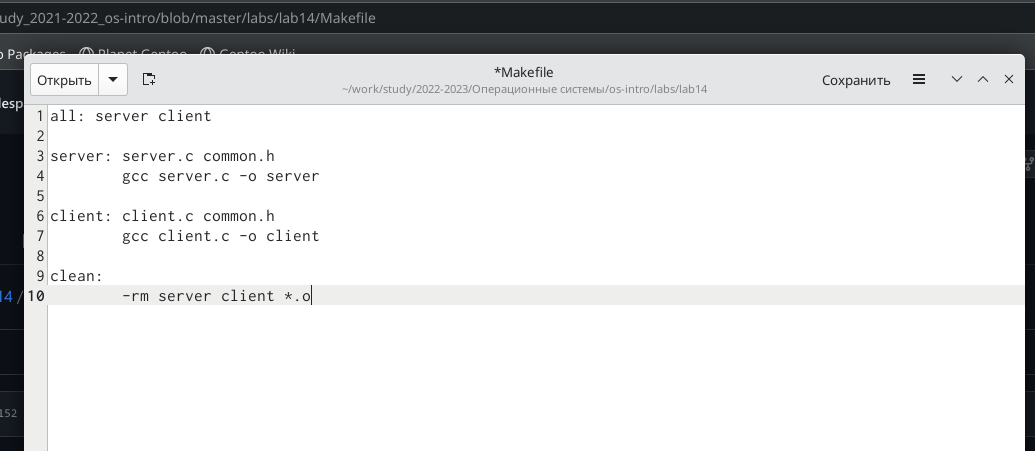 udy_2021-2022_os-intro/blob/master/labs/lab14/Makefile
Packages Planet Gentoo Gentoo Wiki
Открыть
*Makefile
~/work/study/2022-2023/Операционные системы/os-intro/labs/lab14
Сохранить
lesp
1 all: server client
2
3 server: server.c common.h
4 gcc server.c -o server
5
6 client: client.c common.h
7 gcc client.c -o client
8
9 clean:
14 /
10 -rm server client *.o
152